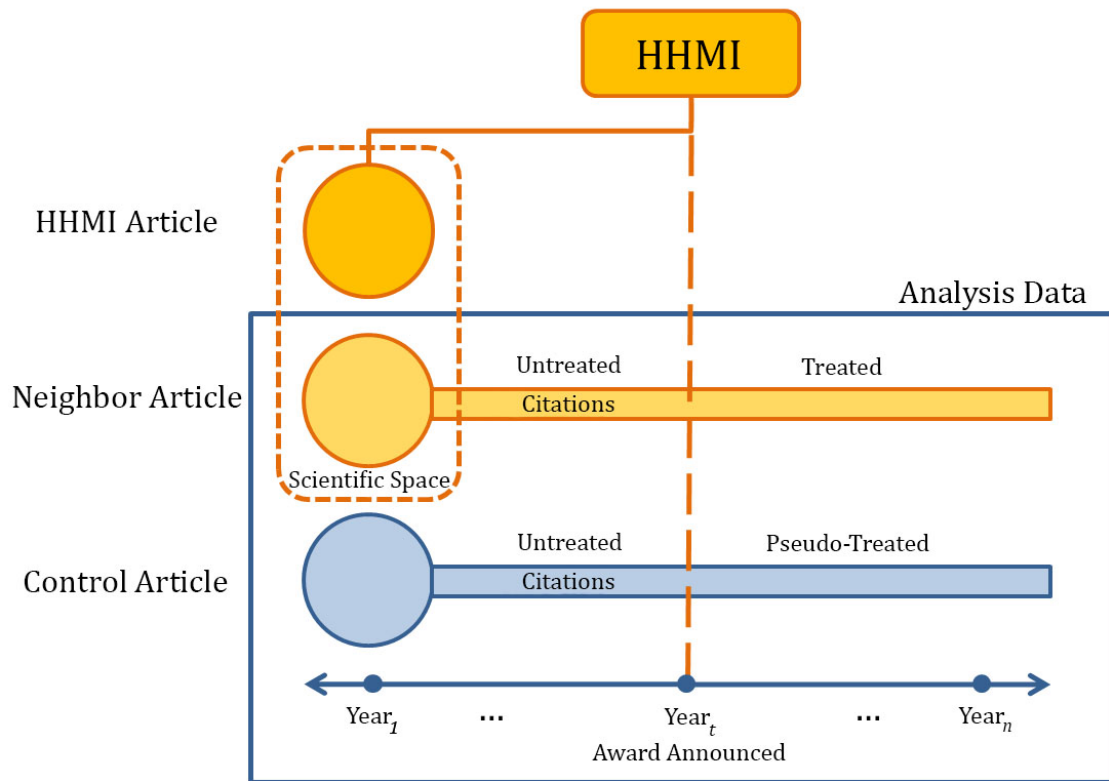 HHMI
HHMI Article
Analysis Data
Neighbor Article
Untreated
Treated
Citations
Scientific Space
Control Article
Untreated
Pseudo-Treated
Citations
Year1 ... Yeart ... Yearn
Award Announced